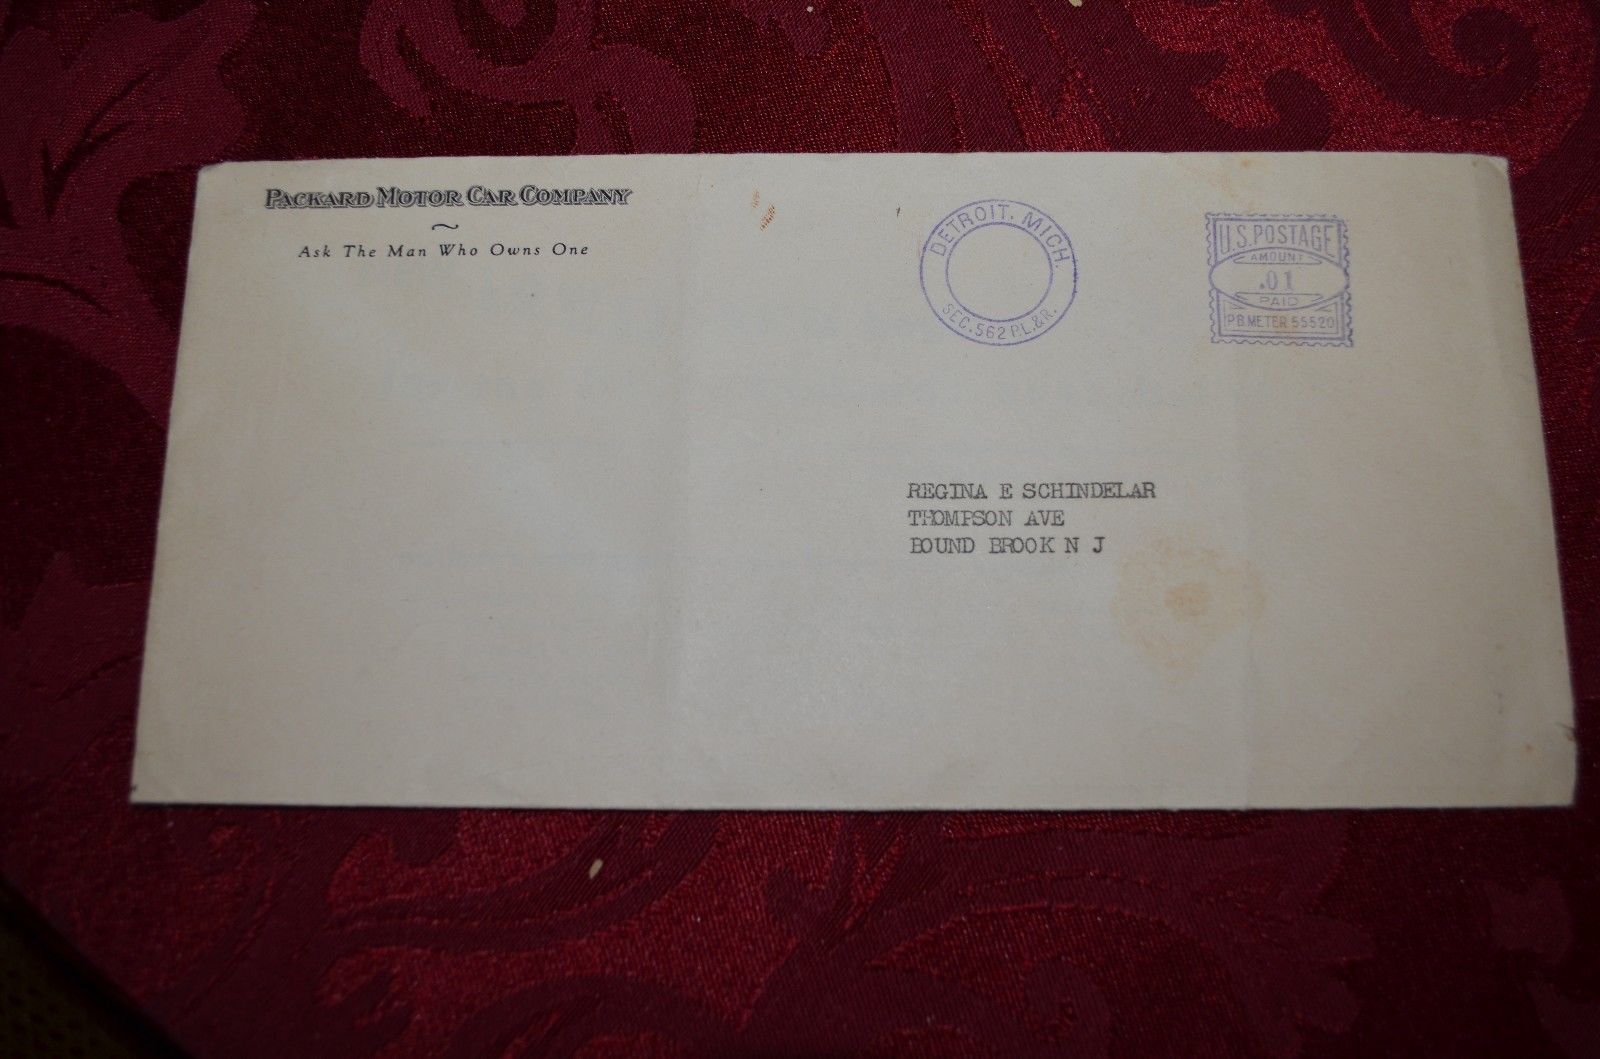 PACKARD MOTOR CAR COMPANY
Ask The Man Who Owns One
DETROIT, MICH.
SEC. 562 P.L.&R.
U.S. POSTAGE
AMOUNT
.01
PAID
P.B. METER 55520
REGINA E SCHINDELAR
THOMPSON AVE
BOUND BROOK N J